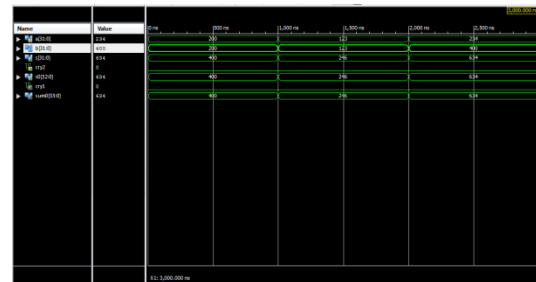 3,000.000 ns
Name Value 0 ns 500 ns 1,000 ns 1,500 ns 2,000 ns 2,500 ns
a[31:0] 234 200 123 234
b[31:0] 400 200 123 400
s[31:0] 634 400 246 634
cry2 0
s0[32:0] 634 400 246 634
cry1 0
sum0[33:0] 634 400 246 634
X1: 3,000.000 ns